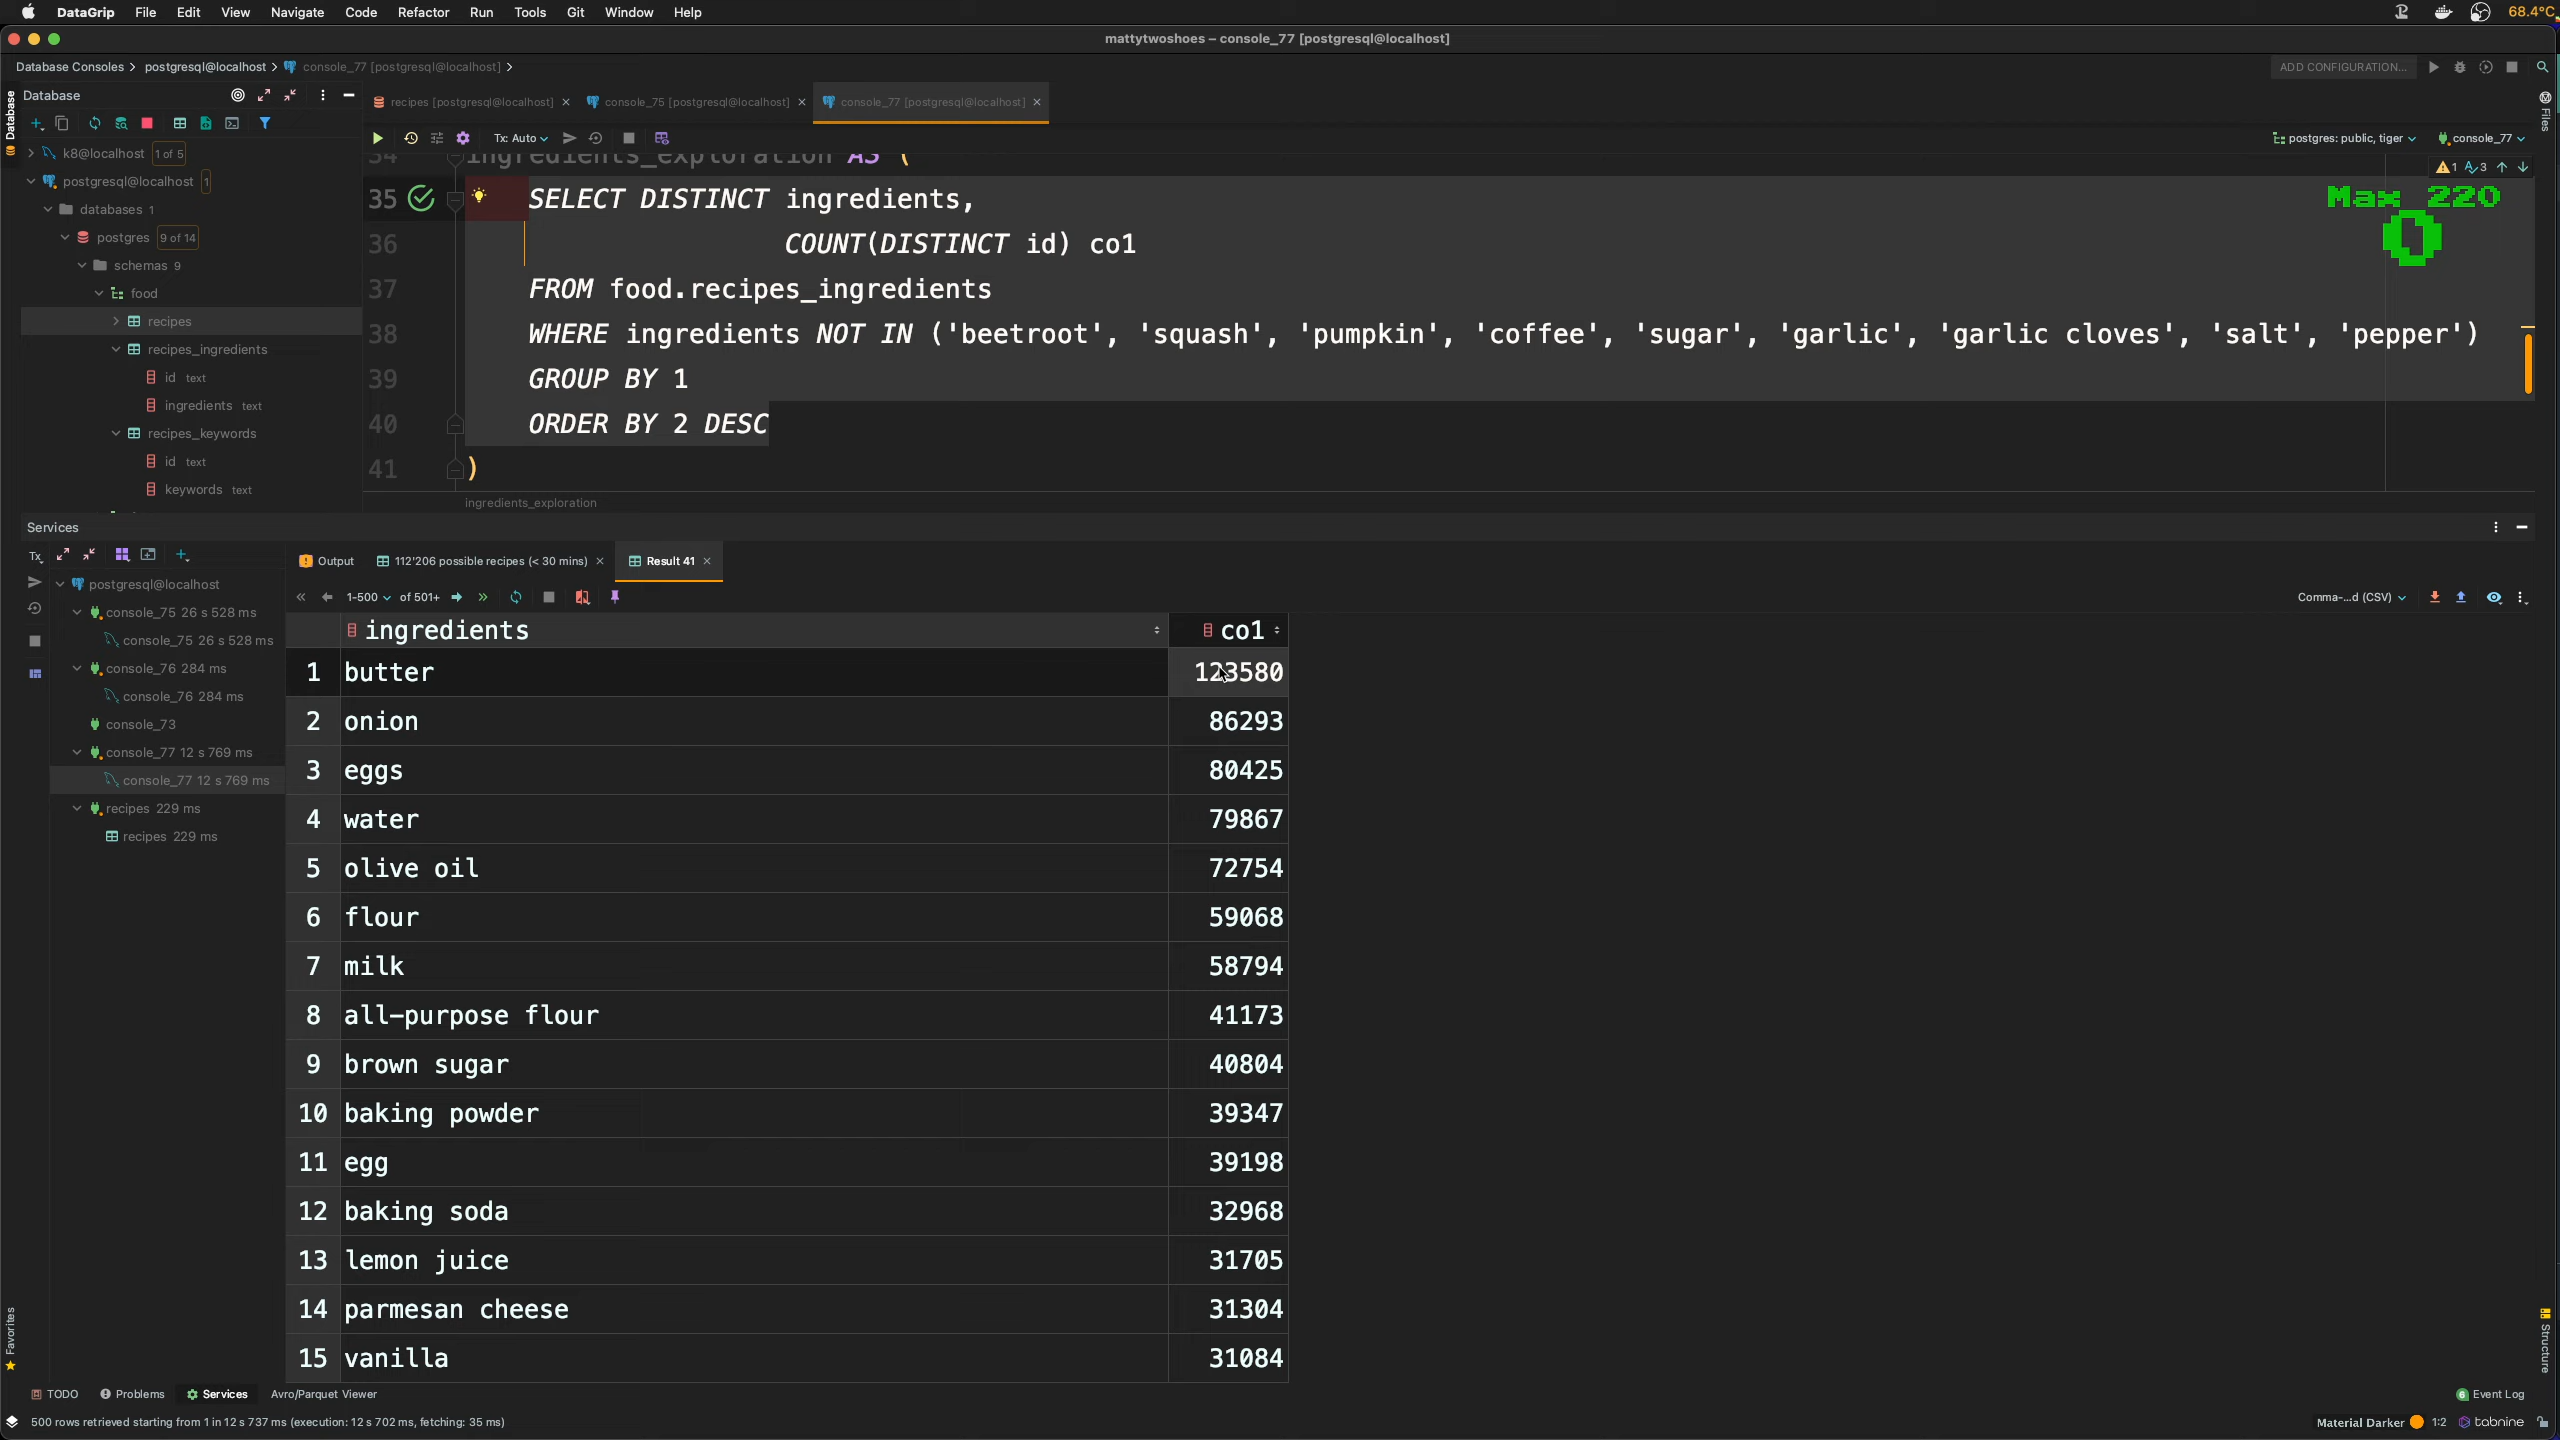 DataGrip File Edit View Navigate Code Refactor Run Tools Git Window Help 68.4°C
mattytwoshoes – console_77 [postgresql@localhost]
Database Consoles postgresql@localhost console_77 [postgresql@localhost]
ADD CONFIGURATION...
Database
Database
Files
recipes [postgresql@localhost]
console_75 [postgresql@localhost]
console_77 [postgresql@localhost]
Tx: Auto
postgres: public, tiger
console_77
k8@localhost 1 of 5
postgresql@localhost 1
databases 1
postgres 9 of 14
schemas 9
food
recipes
recipes_ingredients
id text
ingredients text
recipes_keywords
id text
keywords text
1 3
Max 220
0
34 ingredients_exploration AS (
35 SELECT DISTINCT ingredients,
36 COUNT(DISTINCT id) co1
37 FROM food.recipes_ingredients
38 WHERE ingredients NOT IN ('beetroot', 'squash', 'pumpkin', 'coffee', 'sugar', 'garlic', 'garlic cloves', 'salt', 'pepper')
39 GROUP BY 1
40 ORDER BY 2 DESC
41 )
ingredients_exploration
Services
Tx
Output
112'206 possible recipes (< 30 mins)
Result 41
postgresql@localhost
console_75 26 s 528 ms
console_75 26 s 528 ms
console_76 284 ms
console_76 284 ms
console_73
console_77 12 s 769 ms
console_77 12 s 769 ms
recipes 229 ms
recipes 229 ms
1-500 of 501+
Comma-...d (CSV)
ingredients co1
1 butter 123580
2 onion 86293
3 eggs 80425
4 water 79867
5 olive oil 72754
6 flour 59068
7 milk 58794
8 all-purpose flour 41173
9 brown sugar 40804
10 baking powder 39347
11 egg 39198
12 baking soda 32968
13 lemon juice 31705
14 parmesan cheese 31304
15 vanilla 31084
Favorites
Structure
TODO Problems Services Avro/Parquet Viewer
6 Event Log
500 rows retrieved starting from 1 in 12 s 737 ms (execution: 12 s 702 ms, fetching: 35 ms)
Material Darker 1:2 tabnine